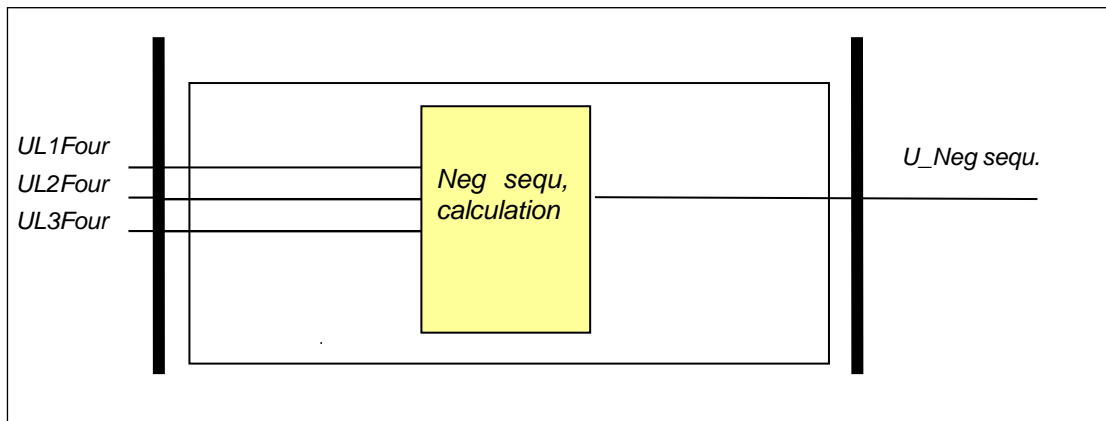 UL1Four
UL2Four
UL3Four
Neg sequ,
calculation
U_Neg sequ.